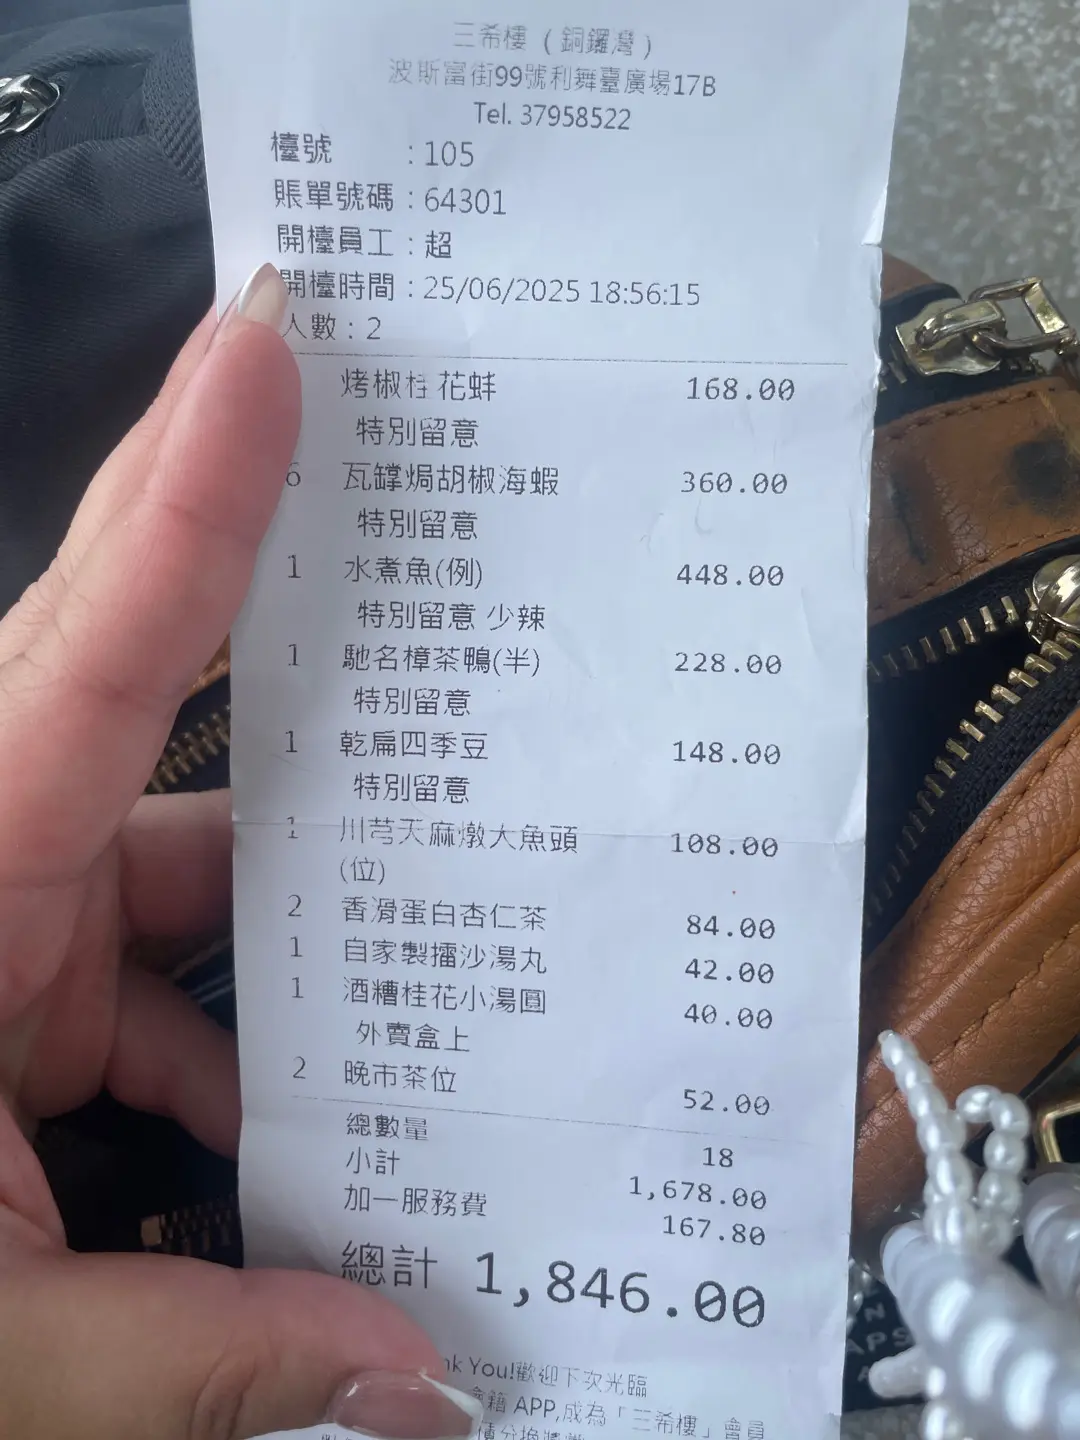 三希樓 （銅鑼灣）
波斯富街99號利舞臺廣場17B
Tel. 37958522
檯號 : 105
賬單號碼 : 64301
開檯員工 : 超
開檯時間 : 25/06/2025 18:56:15
人數 : 2
烤椒桂花蚌 168.00
特別留意
6 瓦罉焗胡椒海蝦 360.00
特別留意
1 水煮魚(例) 448.00
特別留意 少辣
1 馳名樟茶鴨(半) 228.00
特別留意
1 乾扁四季豆 148.00
特別留意
1 川芎天麻燉大魚頭 108.00
(位)
2 香滑蛋白杏仁茶 84.00
1 自家製擂沙湯丸 42.00
1 酒糟桂花小湯圓 40.00
外賣盒上
2 晚市茶位 52.00
總數量 18
小計 1,678.00
加一服務費 167.80
總計 1,846.00
nk You!歡迎下次光臨
會籍 APP,成為「三希樓」會員